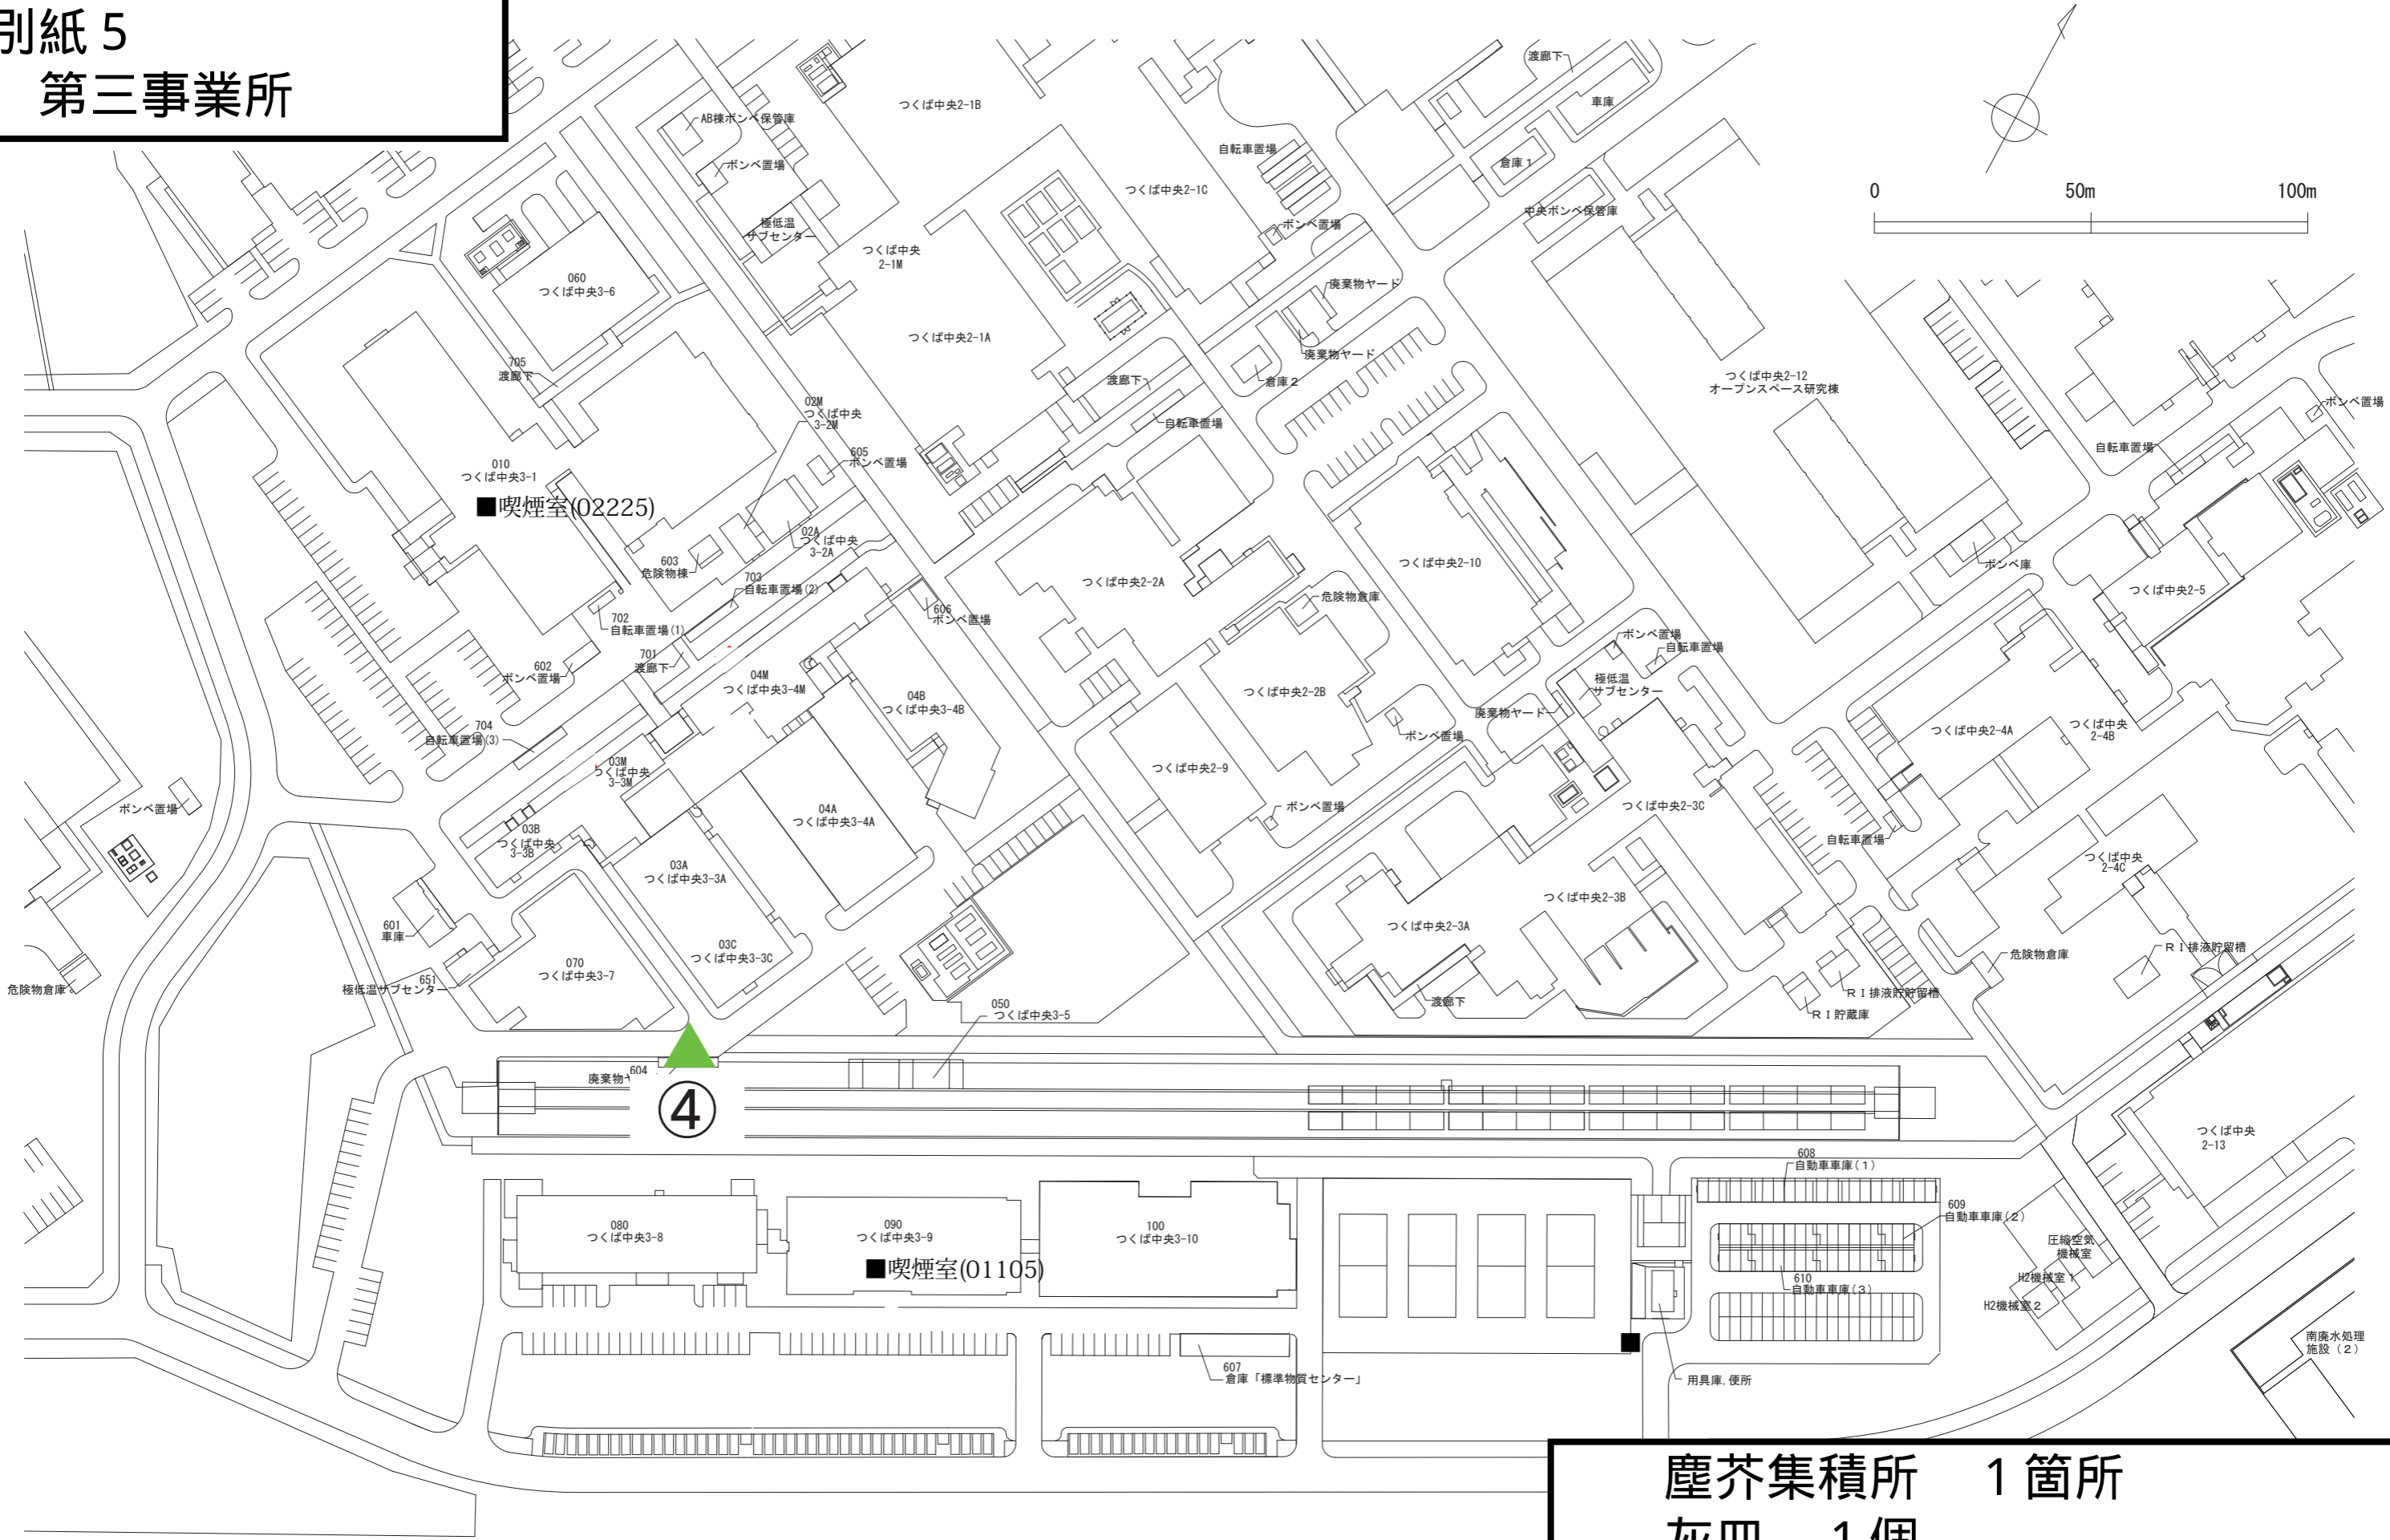 別紙５
第三事業所
0
50m
100m
渡廊下
車庫
倉庫１
中央ボンベ保管庫
AB棟ボンベ保管庫
ボンベ置場
つくば中央2-1B
自転車置場
つくば中央2-1C
ボンベ置場
極低温
サブセンター
つくば中央
2-1M
060
つくば中央3-6
廃棄物ヤード
廃棄物ヤード
倉庫２
つくば中央2-1A
705
渡廊下
渡廊下
自転車置場
つくば中央2-12
オープンスペース研究棟
ボンベ置場
自転車置場
02M
つくば中央
3-2M
605
ボンベ置場
010
つくば中央3-1
■喫煙室(02225)
02A
つくば中央
3-2A
603
危険物棟
703
自転車置場(2)
つくば中央2-2A
つくば中央2-10
ボンベ庫
つくば中央2-5
606
ボンベ置場
危険物倉庫
702
自転車置場(1)
701
渡廊下
602
ボンベ置場
04M
つくば中央3-4M
04B
つくば中央3-4B
つくば中央2-2B
ボンベ置場
自転車置場
極低温
サブセンター
廃棄物ヤード
ボンベ置場
704
自転車置場(3)
つくば中央2-4A
つくば中央
2-4B
03M
つくば中央
3-3M
つくば中央2-9
ボンベ置場
ボンベ置場
04A
つくば中央3-4A
つくば中央2-3C
自転車置場
03B
つくば中央
3-3B
03A
つくば中央3-3A
つくば中央
2-4C
つくば中央2-3B
601
車庫
つくば中央2-3A
03C
つくば中央3-3C
070
つくば中央3-7
651
極低温サブセンター
危険物倉庫
危険物倉庫
ＲＩ排液貯留槽
ＲＩ排液貯貯留槽
ＲＩ貯蔵庫
渡廊下
050
つくば中央3-5
604
廃棄物
④
つくば中央
2-13
608
自動車車庫(１)
609
自動車車庫(２)
610
自動車車庫(３)
080
つくば中央3-8
090
つくば中央3-9
100
つくば中央3-10
■喫煙室(01105)
圧縮空気
機械室
H2機械室１
H2機械室２
南廃水処理
施設（２）
607
倉庫「標準物質センター」
用具庫,便所
塵芥集積所　１箇所
灰皿　１個